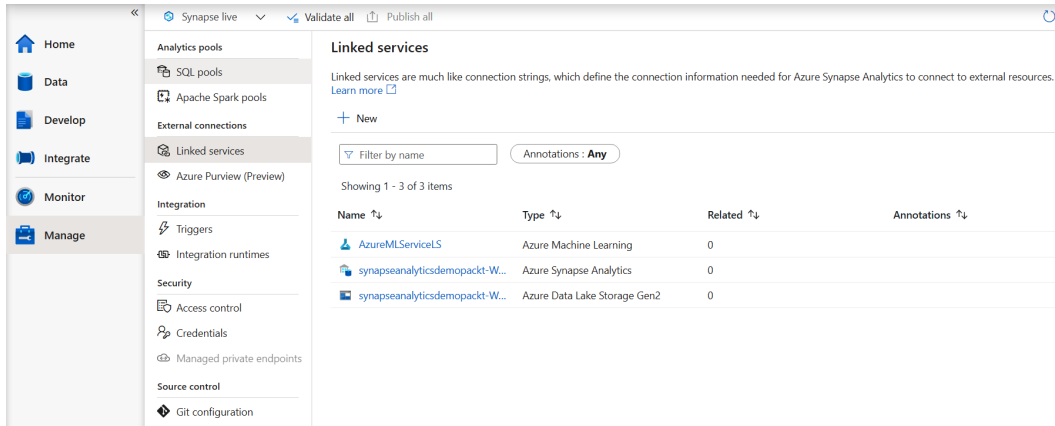 «
Synapse live
Validate all
Publish all
Home
Data
Develop
Integrate
Monitor
Manage
Analytics pools
SQL pools
Apache Spark pools
External connections
Linked services
Azure Purview (Preview)
Integration
Triggers
Integration runtimes
Security
Access control
Credentials
Managed private endpoints
Source control
Git configuration
Linked services
Linked services are much like connection strings, which define the connection information needed for Azure Synapse Analytics to connect to external resources.
Learn more
New
Filter by name
Annotations : Any
Showing 1 - 3 of 3 items
Name Type Related Annotations
AzureMLServiceLS Azure Machine Learning 0
synapseanalyticsdemopackt-W... Azure Synapse Analytics 0
synapseanalyticsdemopackt-W... Azure Data Lake Storage Gen2 0